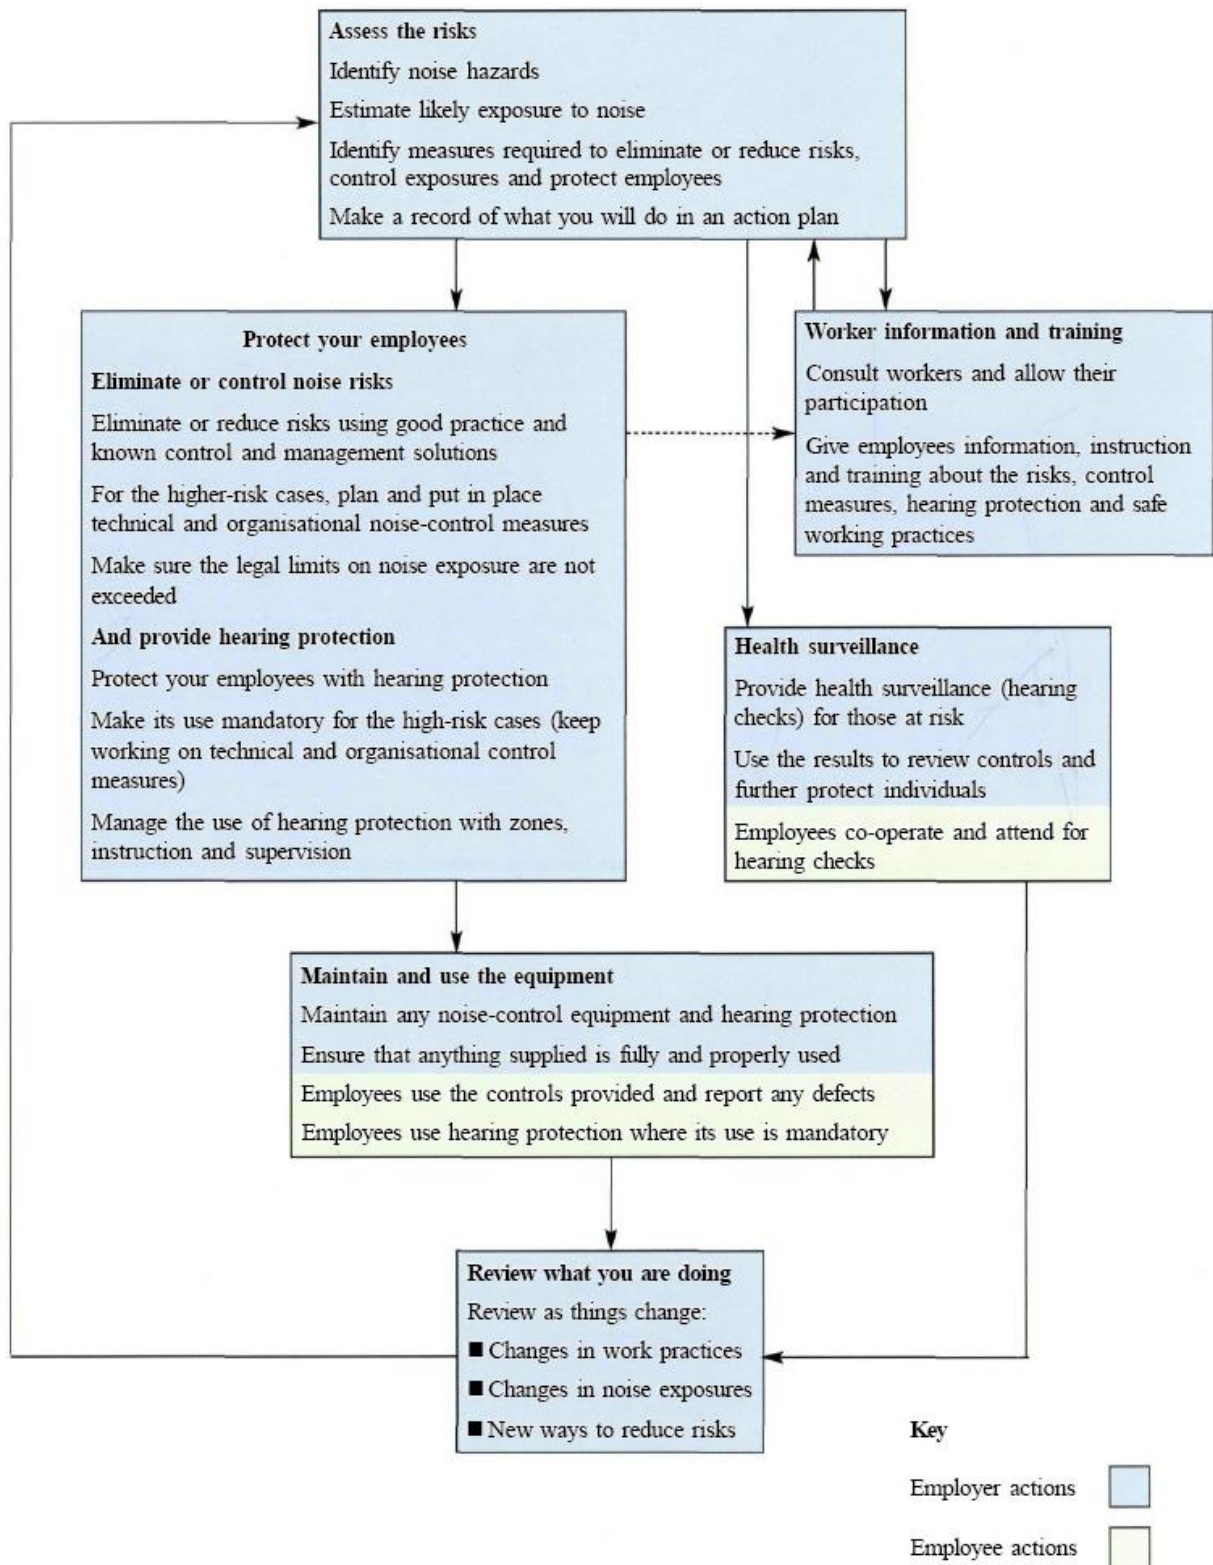 Assess the risks
Identify noise hazards
Estimate likely exposure to noise
Identify measures required to eliminate or reduce risks,
control exposures and protect employees
Make a record of what you will do in an action plan
Protect your employees
Eliminate or control noise risks
Eliminate or reduce risks using good practice and
known control and management solutions
For the higher-risk cases, plan and put in place
technical and organisational noise-control measures
Make sure the legal limits on noise exposure are not
exceeded
And provide hearing protection
Protect your employees with hearing protection
Make its use mandatory for the high-risk cases (keep
working on technical and organisational control
measures)
Manage the use of hearing protection with zones,
instruction and supervision
Worker information and training
Consult workers and allow their
participation
Give employees information, instruction
and training about the risks, control
measures, hearing protection and safe
working practices
Health surveillance
Provide health surveillance (hearing
checks) for those at risk
Use the results to review controls and
further protect individuals
Employees co-operate and attend for
hearing checks
Maintain and use the equipment
Maintain any noise-control equipment and hearing protection
Ensure that anything supplied is fully and properly used
Employees use the controls provided and report any defects
Employees use hearing protection where its use is mandatory
Review what you are doing
Review as things change:
■ Changes in work practices
■ Changes in noise exposures
■ New ways to reduce risks
Key
Employer actions
Employee actions